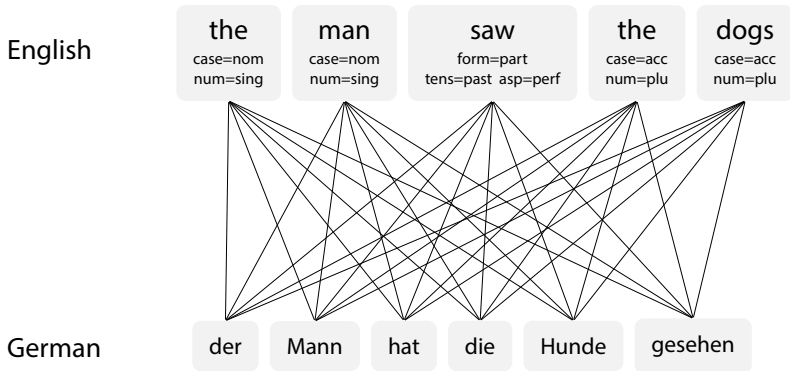 English
the
case=nom
num=sing
man
case=nom
num=sing
saw
form=part
tens=past asp=perf
the
case=acc
num=plu
dogs
case=acc
num=plu
German
der
Mann
hat
die
Hunde
gesehen